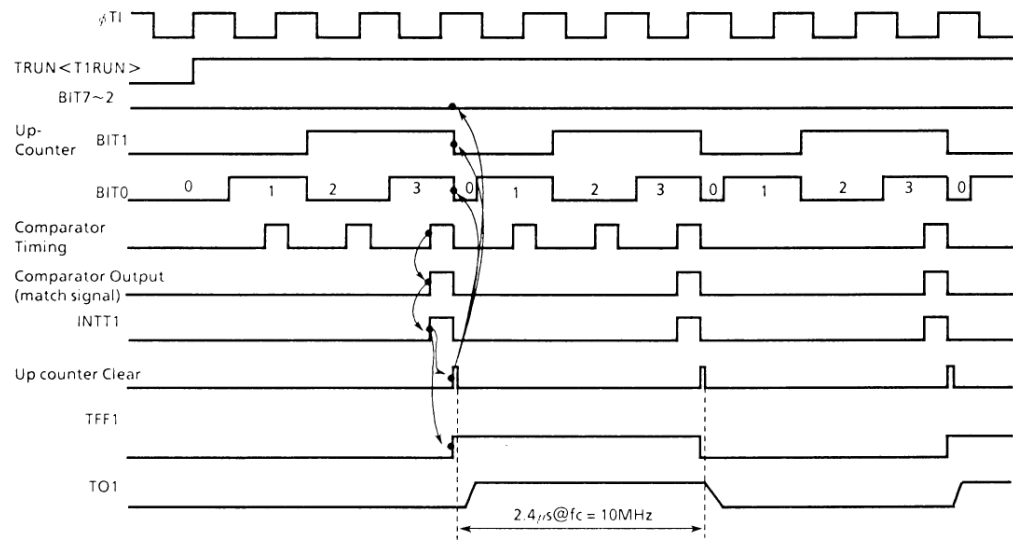 φT1
TRUN<T1RUN>
BIT7~2
Up-
Counter
BIT1
BIT0
0 1 2 3 0 1 2 3 0 1 2 3 0
Comparator
Timing
Comparator Output
(match signal)
INTT1
Up counter Clear
TFF1
TO1
2.4μs@fc = 10MHz